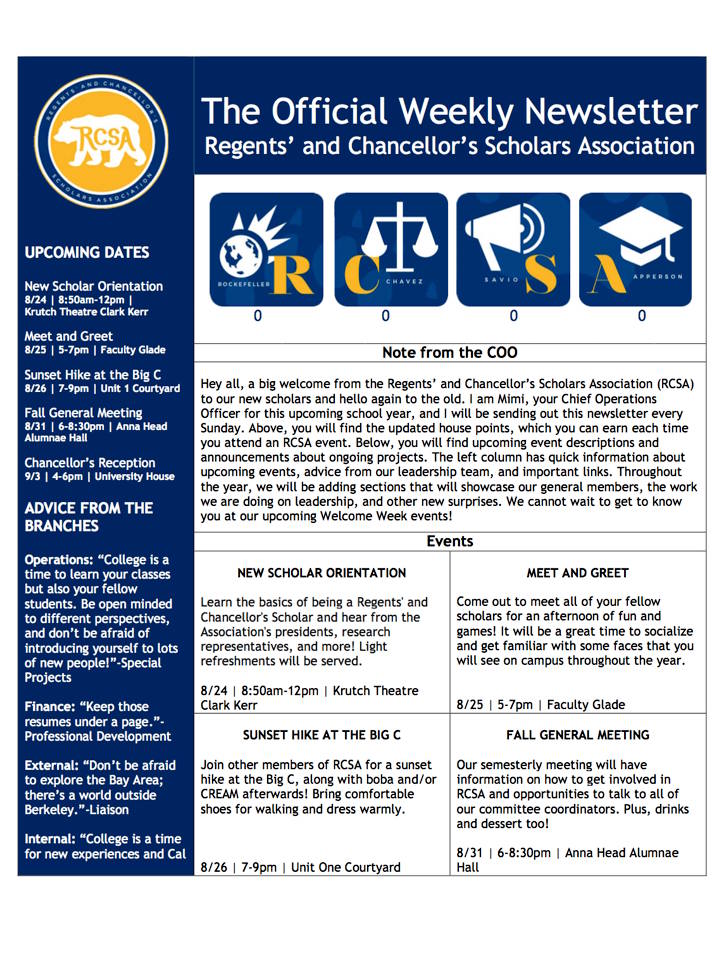 REGENTS' AND CHANCELLOR'S
RCSA
SCHOLARS ASSOCIATION
The Official Weekly Newsletter
Regents' and Chancellor's Scholars Association
R
ROCKEFELLER
C
CHAVEZ
SAVIO
S
A
APPERSON
0
0
0
0
UPCOMING DATES
New Scholar Orientation
8/24 | 8:50am-12pm |
Krutch Theatre Clark Kerr
Meet and Greet
8/25 | 5-7pm | Faculty Glade
Sunset Hike at the Big C
8/26 | 7-9pm | Unit 1 Courtyard
Fall General Meeting
8/31 | 6-8:30pm | Anna Head
Alumnae Hall
Chancellor's Reception
9/3 | 4-6pm | University House
ADVICE FROM THE
BRANCHES
Operations: "College is a
time to learn your classes
but also your fellow
students. Be open minded
to different perspectives,
and don't be afraid of
introducing yourself to lots
of new people!"-Special
Projects
Finance: "Keep those
resumes under a page."-
Professional Development
External: "Don't be afraid
to explore the Bay Area;
there's a world outside
Berkeley."-Liaison
Internal: "College is a time
for new experiences and Cal
Note from the COO
Hey all, a big welcome from the Regents' and Chancellor's Scholars Association (RCSA)
to our new scholars and hello again to the old. I am Mimi, your Chief Operations
Officer for this upcoming school year, and I will be sending out this newsletter every
Sunday. Above, you will find the updated house points, which you can earn each time
you attend an RCSA event. Below, you will find upcoming event descriptions and
announcements about ongoing projects. The left column has quick information about
upcoming events, advice from our leadership team, and important links. Throughout
the year, we will be adding sections that will showcase our general members, the work
we are doing on leadership, and other new surprises. We cannot wait to get to know
you at our upcoming Welcome Week events!
Events
NEW SCHOLAR ORIENTATION
Learn the basics of being a Regents' and
Chancellor's Scholar and hear from the
Association's presidents, research
representatives, and more! Light
refreshments will be served.
8/24 | 8:50am-12pm | Krutch Theatre
Clark Kerr
MEET AND GREET
Come out to meet all of your fellow
scholars for an afternoon of fun and
games! It will be a great time to socialize
and get familiar with some faces that you
will see on campus throughout the year.
8/25 | 5-7pm | Faculty Glade
SUNSET HIKE AT THE BIG C
Join other members of RCSA for a sunset
hike at the Big C, along with boba and/or
CREAM afterwards! Bring comfortable
shoes for walking and dress warmly.
8/26 | 7-9pm | Unit One Courtyard
FALL GENERAL MEETING
Our semesterly meeting will have
information on how to get involved in
RCSA and opportunities to talk to all of
our committee coordinators. Plus, drinks
and dessert too!
8/31 | 6-8:30pm | Anna Head Alumnae
Hall